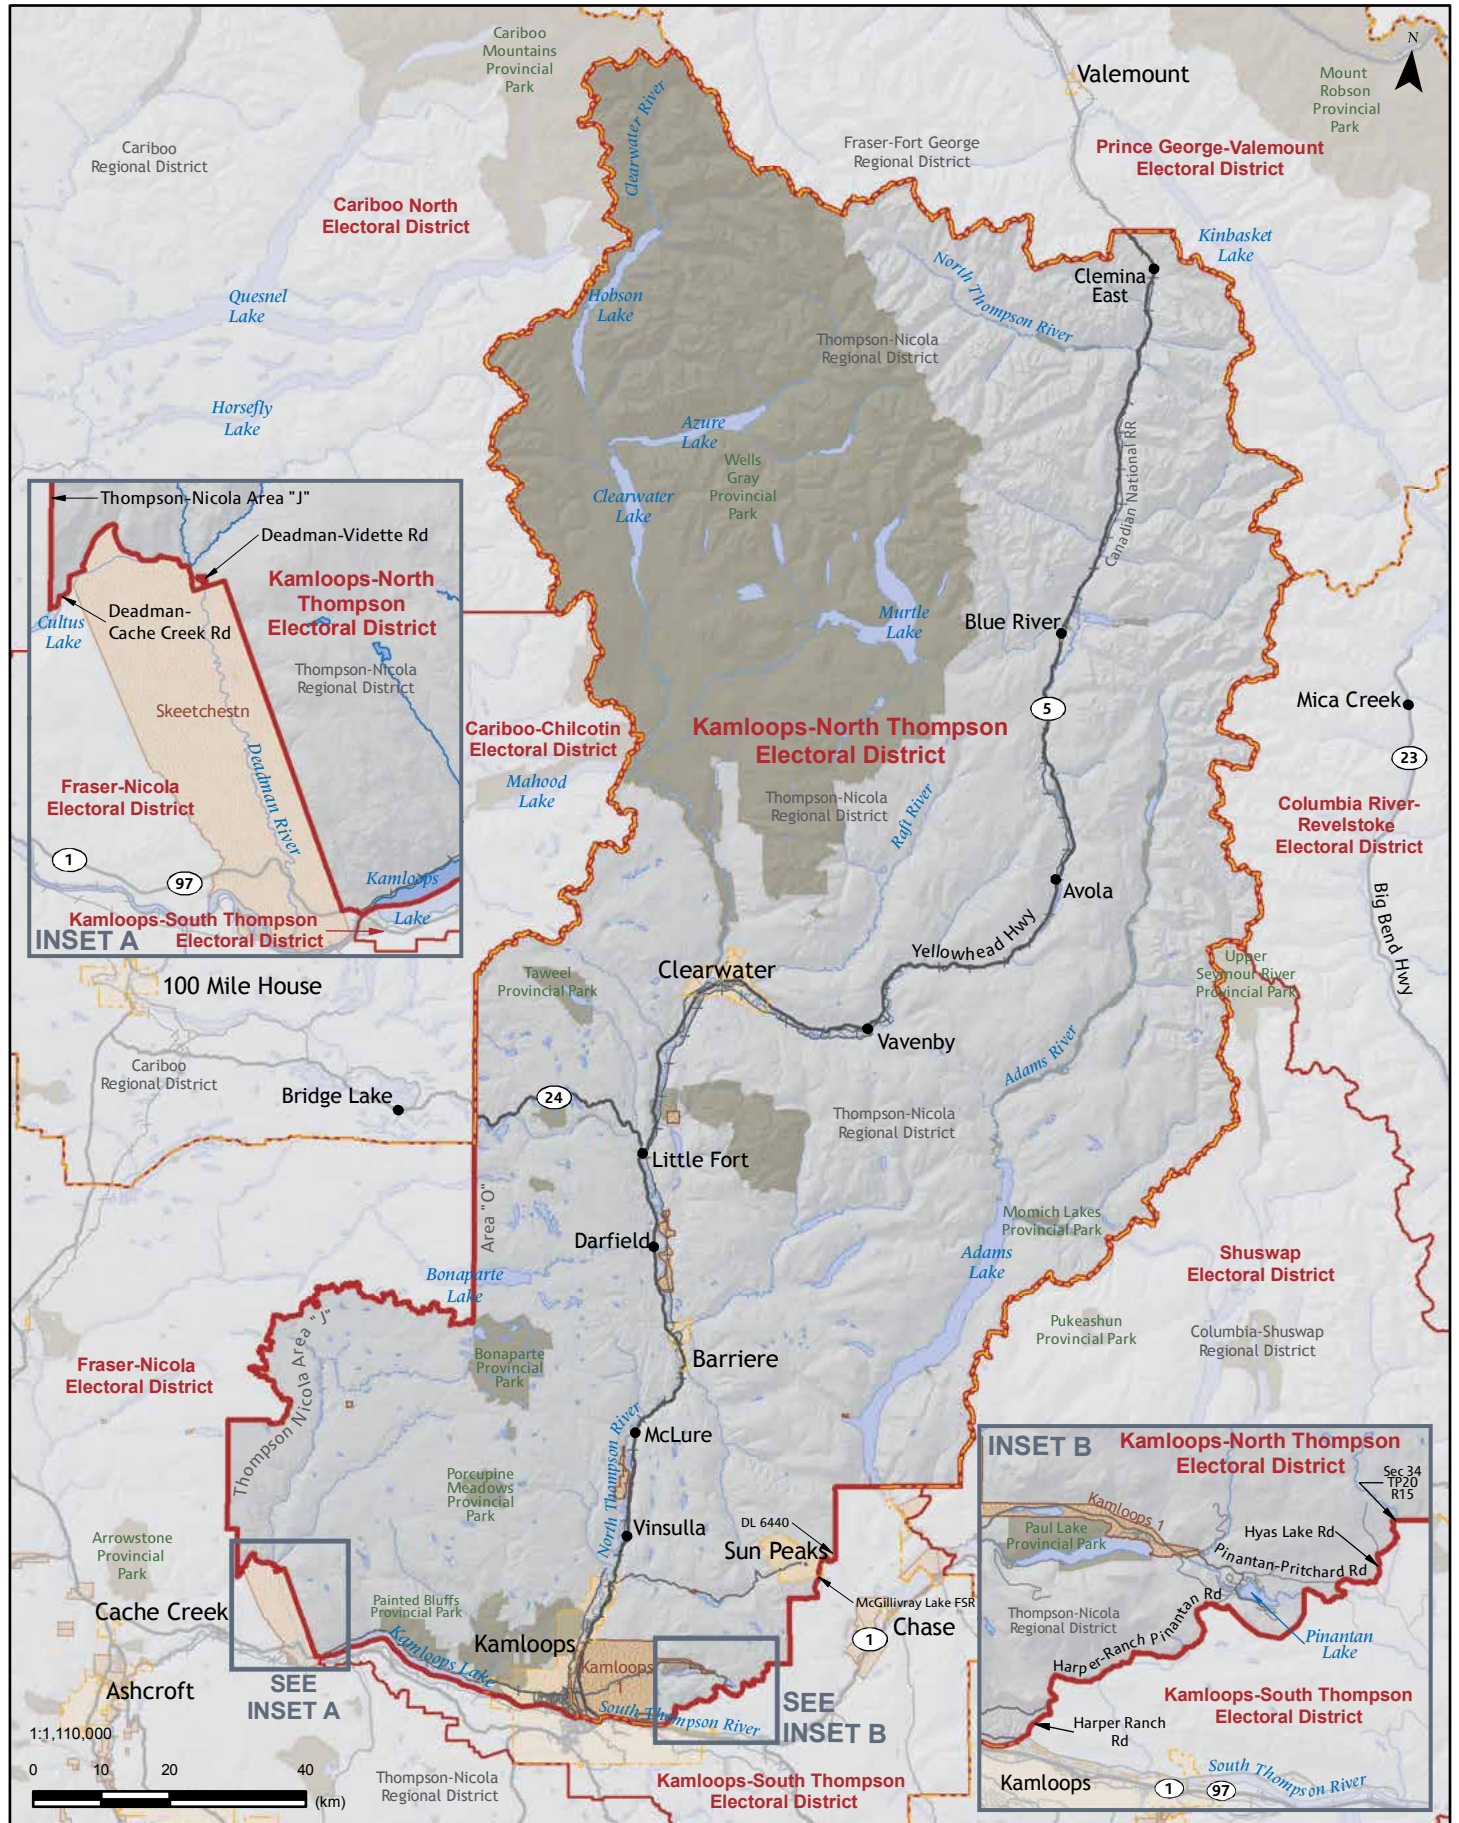 Cariboo
Mountains
Provincial
Park
N
Valemount
Mount
Robson
Provincial
Park
Clearwater River
Cariboo
Regional District
Fraser-Fort George
Regional District
Prince George-Valemount
Electoral District
Cariboo North
Electoral District
Kinbasket
Lake
North Thompson River
Clemina
East
Quesnel
Lake
Hobson
Lake
Thompson-Nicola
Regional District
Horsefly
Lake
Azure
Lake
Canadian National RR
Wells
Gray
Provincial
Park
Clearwater
Lake
Thompson-Nicola Area "J"
Deadman-Vidette Rd
Kamloops-North
Thompson
Electoral District
Deadman-
Cache Creek Rd
Cultus
Lake
Thompson-Nicola
Regional District
Skeetchestn
Deadman River
Fraser-Nicola
Electoral District
1
97
Kamloops
Lake
Kamloops-South Thompson
Electoral District
INSET A
Murtle
Lake
Blue River
5
Mica Creek
23
Cariboo-Chilcotin
Electoral District
Kamloops-North Thompson
Electoral District
Mahood
Lake
Thompson-Nicola
Regional District
Raft River
Columbia River-
Revelstoke
Electoral District
Avola
Big Bend Hwy
Yellowhead Hwy
Clearwater
Upper
Seymour River
Provincial Park
Taweel
Provincial Park
100 Mile House
Vavenby
Adams River
Cariboo
Regional District
Bridge Lake
24
Thompson-Nicola
Regional District
Little Fort
Area "O"
Momich Lakes
Provincial Park
Darfield
Adams
Lake
Shuswap
Electoral District
Bonaparte
Lake
Thompson Nicola Area "J"
Pukeashun
Provincial Park
Columbia-Shuswap
Regional District
Fraser-Nicola
Electoral District
Bonaparte
Provincial
Park
Barriere
North Thompson River
McLure
Porcupine
Meadows
Provincial
Park
INSET B
Kamloops-North Thompson
Electoral District
Sec 34
TP20
R15
Kamloops 1
Hyas Lake Rd
Paul Lake
Provincial Park
Pinantan-Pritchard Rd
Thompson-Nicola
Regional District
Harper-Ranch Pinantan Rd
Pinantan
Lake
Kamloops-South Thompson
Electoral District
Harper Ranch
Rd
South Thompson River
Kamloops
1
97
DL 6440
Vinsulla
Sun Peaks
Arrowstone
Provincial
Park
McGillivray Lake FSR
Painted Bluffs
Provincial Park
Cache Creek
Chase
1
Kamloops
Kamloops Lake
Kamloops
1
SEE
INSET A
Ashcroft
South Thompson River
SEE
INSET B
1:1,110,000
0 10 20 40
(km)
Thompson-Nicola
Regional District
Kamloops-South Thompson
Electoral District